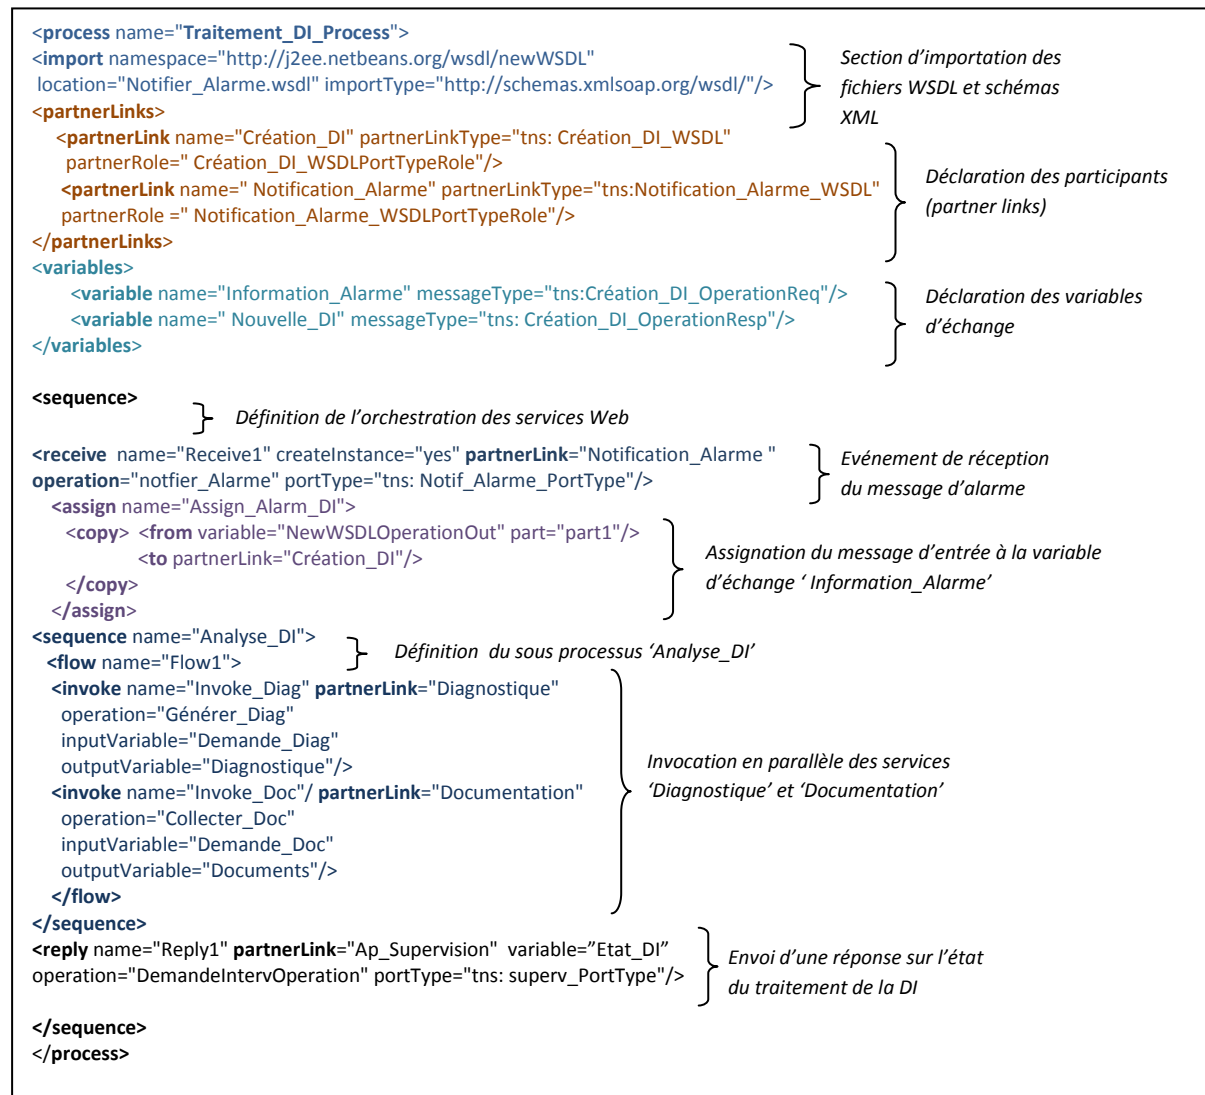 <process name="Traitement_DI_Process">
<import namespace="http://j2ee.netbeans.org/wsdl/newWSDL"
location="Notifier_Alarme.wsdl" importType="http://schemas.xmlsoap.org/wsdl/"/>
Section d’importation des
fichiers WSDL et schémas
XML
<partnerLinks>
<partnerLink name="Création_DI" partnerLinkType="tns: Création_DI_WSDL"
partnerRole=" Création_DI_WSDLPortTypeRole"/>
<partnerLink name=" Notification_Alarme" partnerLinkType="tns:Notification_Alarme_WSDL"
partnerRole =" Notification_Alarme_WSDLPortTypeRole"/>
</partnerLinks>
Déclaration des participants
(partner links)
<variables>
<variable name="Information_Alarme" messageType="tns:Création_DI_OperationReq"/>
<variable name=" Nouvelle_DI" messageType="tns: Création_DI_OperationResp"/>
</variables>
Déclaration des variables
d’échange
<sequence>
Définition de l’orchestration des services Web
<receive name="Receive1" createInstance="yes" partnerLink="Notification_Alarme "
operation="notfier_Alarme" portType="tns: Notif_Alarme_PortType"/>
Evénement de réception
du message d’alarme
<assign name="Assign_Alarm_DI">
<copy> <from variable="NewWSDLOperationOut" part="part1"/>
<to partnerLink="Création_DI"/>
</copy>
</assign>
Assignation du message d’entrée à la variable
d’échange ‘ Information_Alarme’
<sequence name="Analyse_DI">
<flow name="Flow1">
Définition du sous processus ‘Analyse_DI’
<invoke name="Invoke_Diag" partnerLink="Diagnostique"
operation="Générer_Diag"
inputVariable="Demande_Diag"
outputVariable="Diagnostique"/>
<invoke name="Invoke_Doc"/ partnerLink="Documentation"
operation="Collecter_Doc"
inputVariable="Demande_Doc"
outputVariable="Documents"/>
</flow>
</sequence>
Invocation en parallèle des services
‘Diagnostique’ et ‘Documentation’
<reply name="Reply1" partnerLink="Ap_Supervision" variable=”Etat_DI”
operation="DemandeIntervOperation" portType="tns: superv_PortType"/>
Envoi d’une réponse sur l’état
du traitement de la DI
</sequence>
</process>